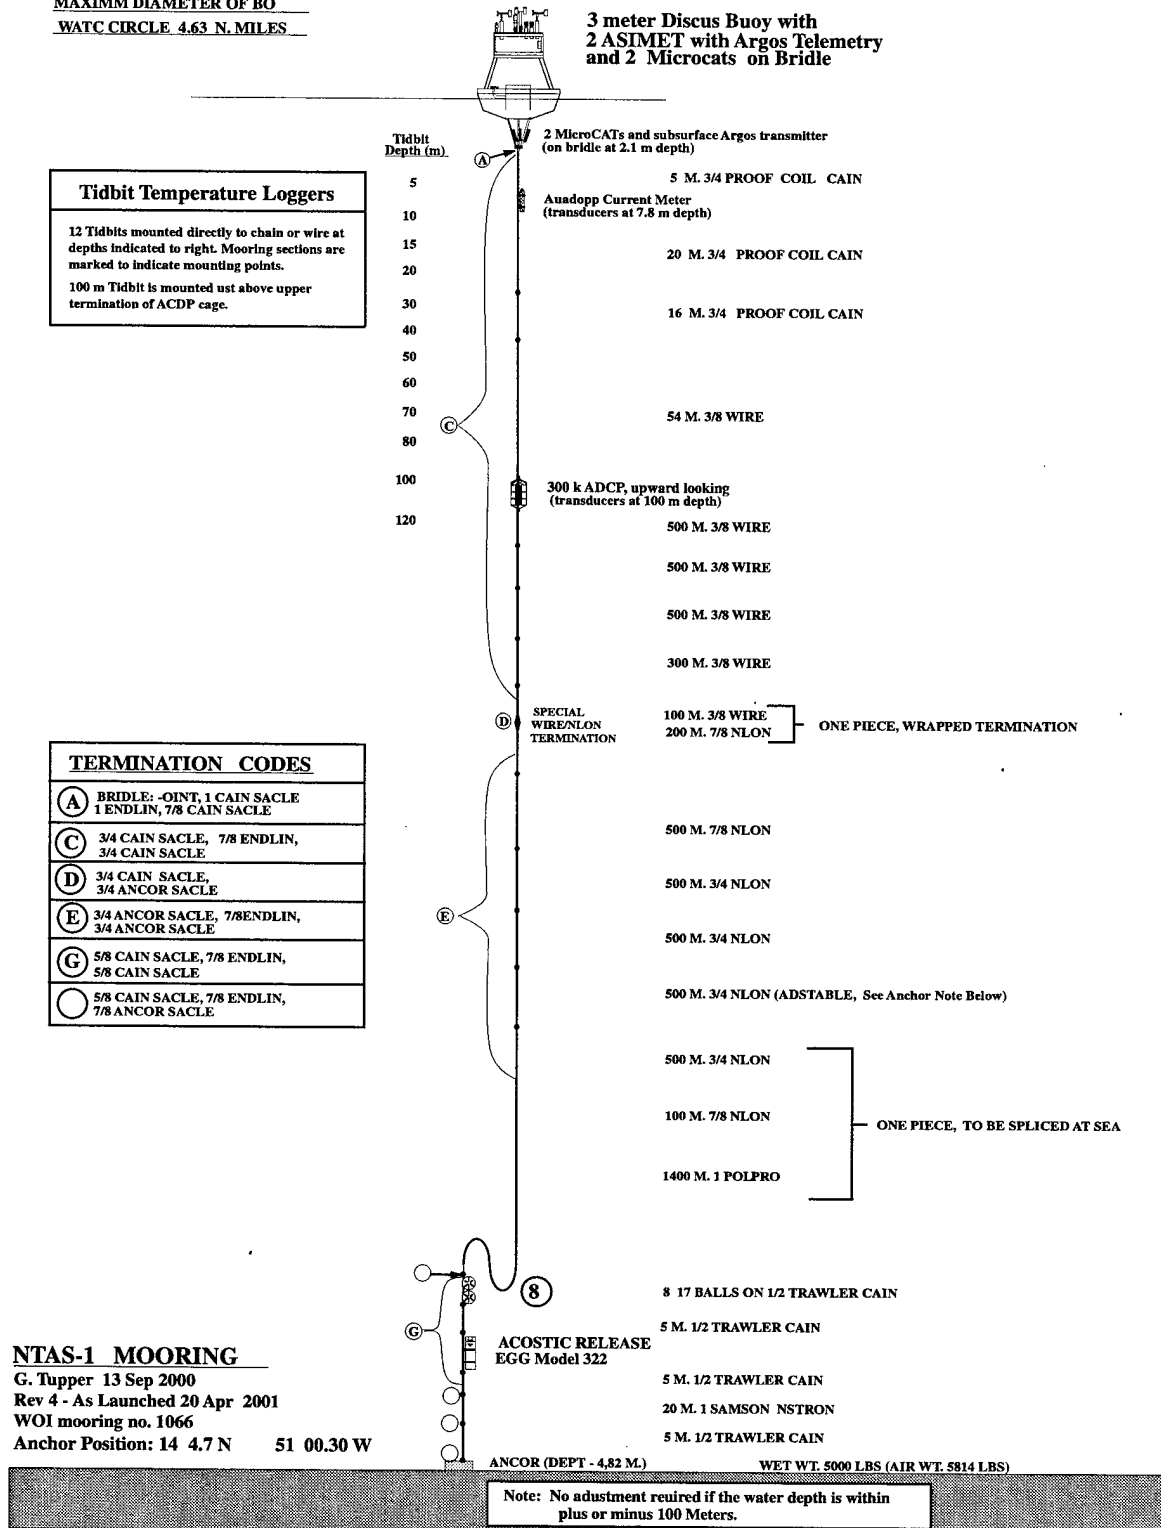 MAXIMM DIAMETER OF BO
WATC CIRCLE 4.63 N. MILES
3 meter Discus Buoy with
2 ASIMET with Argos Telemetry
and 2 Microcats on Bridle
Tidbit
Depth (m)
2 MicroCATs and subsurface Argos transmitter
(on bridle at 2.1 m depth)
A
5
5 M. 3/4 PROOF COIL CAIN
Auadopp Current Meter
(transducers at 7.8 m depth)
10
15
20 M. 3/4 PROOF COIL CAIN
20
30
16 M. 3/4 PROOF COIL CAIN
40
50
60
70
54 M. 3/8 WIRE
C
80
100
300 k ADCP, upward looking
(transducers at 100 m depth)
120
500 M. 3/8 WIRE
500 M. 3/8 WIRE
500 M. 3/8 WIRE
300 M. 3/8 WIRE
D
SPECIAL
WIRE/NLON
TERMINATION
100 M. 3/8 WIRE
200 M. 7/8 NLON
ONE PIECE, WRAPPED TERMINATION
500 M. 7/8 NLON
500 M. 3/4 NLON
E
500 M. 3/4 NLON
500 M. 3/4 NLON (ADSTABLE, See Anchor Note Below)
500 M. 3/4 NLON
100 M. 7/8 NLON
ONE PIECE, TO BE SPLICED AT SEA
1400 M. 1 POLPRO
8
8 17 BALLS ON 1/2 TRAWLER CAIN
5 M. 1/2 TRAWLER CAIN
G
ACOSTIC RELEASE
EGG Model 322
5 M. 1/2 TRAWLER CAIN
20 M. 1 SAMSON NSTRON
5 M. 1/2 TRAWLER CAIN
ANCOR (DEPT - 4,82 M.)
WET WT. 5000 LBS (AIR WT. 5814 LBS)
Note: No adustment reuired if the water depth is within
plus or minus 100 Meters.
Tidbit Temperature Loggers
12 Tidbits mounted directly to chain or wire at
depths indicated to right. Mooring sections are
marked to indicate mounting points.
100 m Tidbit is mounted ust above upper
termination of ACDP cage.
TERMINATION CODES
A BRIDLE: -OINT, 1 CAIN SACLE
1 ENDLIN, 7/8 CAIN SACLE
C 3/4 CAIN SACLE, 7/8 ENDLIN,
3/4 CAIN SACLE
D 3/4 CAIN SACLE,
3/4 ANCOR SACLE
E 3/4 ANCOR SACLE, 7/8ENDLIN,
3/4 ANCOR SACLE
G 5/8 CAIN SACLE, 7/8 ENDLIN,
5/8 CAIN SACLE
5/8 CAIN SACLE, 7/8 ENDLIN,
7/8 ANCOR SACLE
NTAS-1 MOORING
G. Tupper 13 Sep 2000
Rev 4 - As Launched 20 Apr 2001
WOI mooring no. 1066
Anchor Position: 14 4.7 N 51 00.30 W